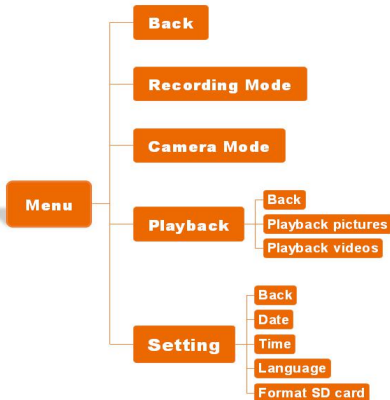 Back
Recording Mode
Camera Mode
Menu
Playback
Back
Playback pictures
Playback videos
Setting
Back
Date
Time
Language
Format SD card